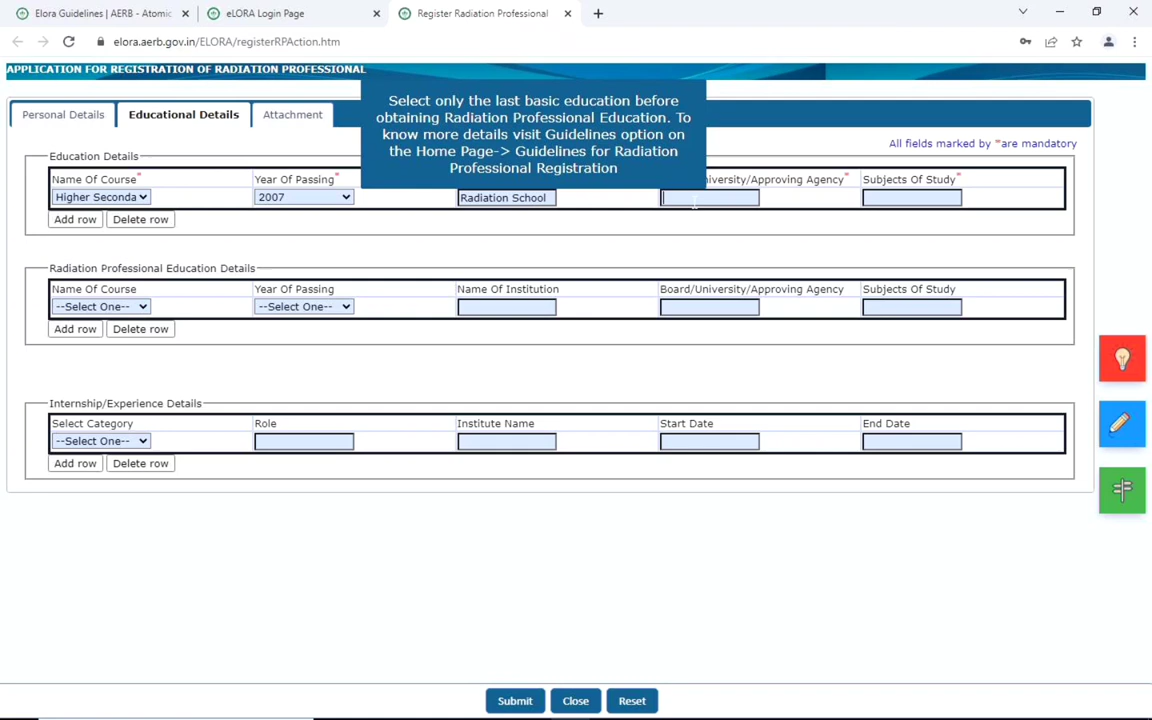 Elora Guidelines | AERB - Atomic
eLORA Login Page
Register Radiation Professional
elora.aerb.gov.in/ELORA/registerRPAction.htm
APPLICATION FOR REGISTRATION OF RADIATION PROFESSIONAL
Personal Details
Educational Details
Attachment
Select only the last basic education before
obtaining Radiation Professional Education. To
know more details visit Guidelines option on
the Home Page-> Guidelines for Radiation
Professional Registration
All fields marked by *are mandatory
Education Details
Name Of Course* Year Of Passing* University/Approving Agency* Subjects Of Study*
Higher Seconda 2007 Radiation School
Add row Delete row
Radiation Professional Education Details
Name Of Course Year Of Passing Name Of Institution Board/University/Approving Agency Subjects Of Study
--Select One-- --Select One--
Add row Delete row
Internship/Experience Details
Select Category Role Institute Name Start Date End Date
--Select One--
Add row Delete row
Submit Close Reset